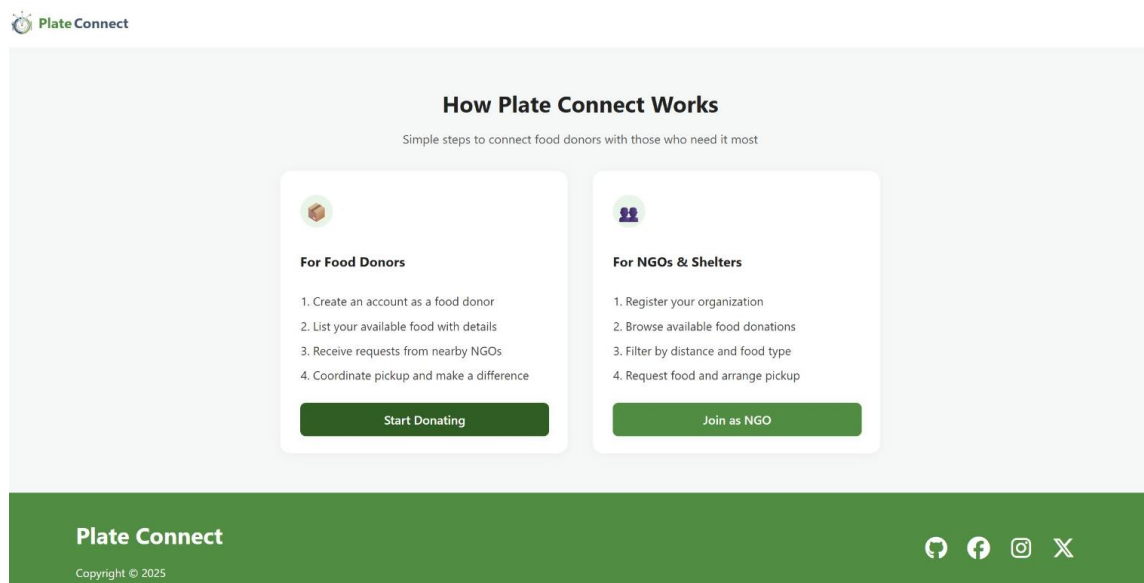 Plate Connect
How Plate Connect Works
Simple steps to connect food donors with those who need it most
For Food Donors
1. Create an account as a food donor
2. List your available food with details
3. Receive requests from nearby NGOs
4. Coordinate pickup and make a difference
Start Donating
For NGOs & Shelters
1. Register your organization
2. Browse available food donations
3. Filter by distance and food type
4. Request food and arrange pickup
Join as NGO
Plate Connect
Copyright © 2025